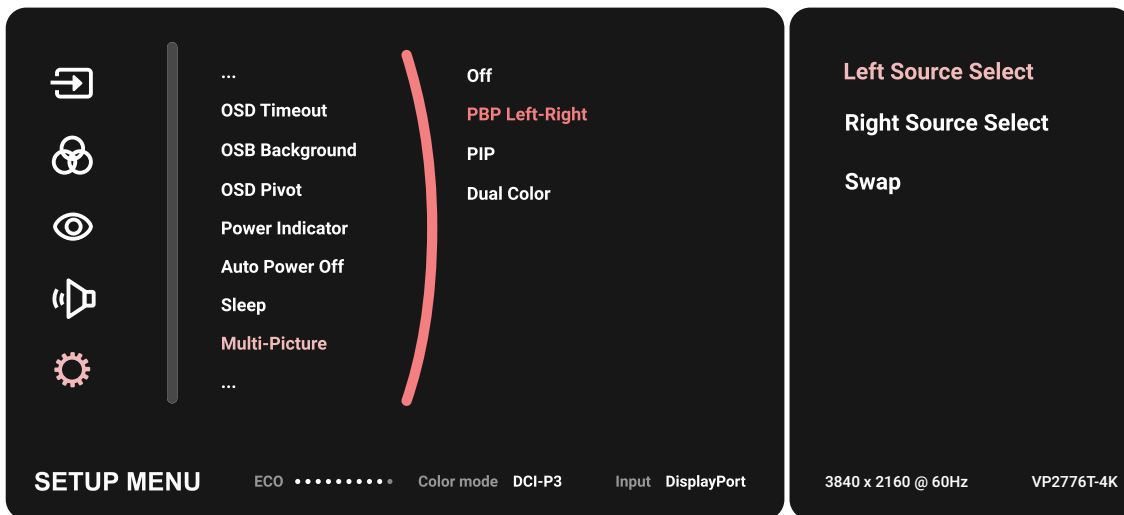 ...
OSD Timeout
OSB Background
OSD Pivot
Power Indicator
Auto Power Off
Sleep
Multi-Picture
...
Off
PBP Left-Right
PIP
Dual Color
Left Source Select
Right Source Select
Swap
SETUP MENU
ECO
Color mode DCI-P3
Input DisplayPort
3840 x 2160 @ 60Hz
VP2776T-4K